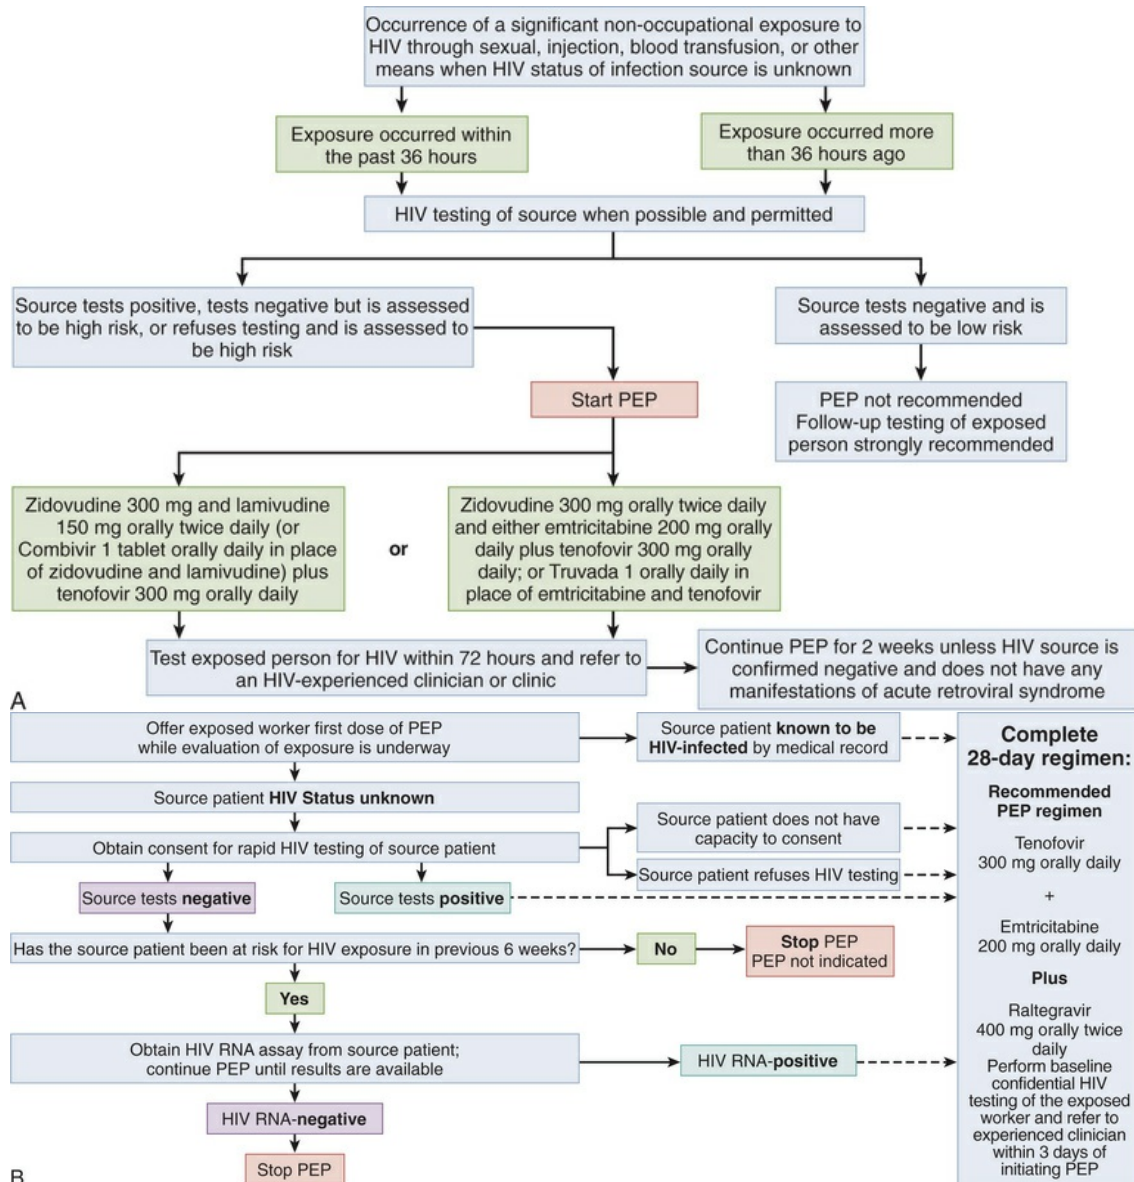 Occurrence of a significant non-occupational exposure to
HIV through sexual, injection, blood transfusion, or other
means when HIV status of infection source is unknown
Exposure occurred within
the past 36 hours
Exposure occurred more
than 36 hours ago
HIV testing of source when possible and permitted
Source tests positive, tests negative but is assessed
to be high risk, or refuses testing and is assessed to
be high risk
Source tests negative and is
assessed to be low risk
Start PEP
PEP not recommended
Follow-up testing of exposed
person strongly recommended
Zidovudine 300 mg and lamivudine
150 mg orally twice daily (or
Combivir 1 tablet orally daily in place
of zidovudine and lamivudine) plus
tenofovir 300 mg orally daily
or
Zidovudine 300 mg orally twice daily
and either emtricitabine 200 mg orally
daily plus tenofovir 300 mg orally
daily; or Truvada 1 orally daily in
place of emtricitabine and tenofovir
Test exposed person for HIV within 72 hours and refer to
an HIV-experienced clinician or clinic
Continue PEP for 2 weeks unless HIV source is
confirmed negative and does not have any
manifestations of acute retroviral syndrome
A
Offer exposed worker first dose of PEP
while evaluation of exposure is underway
Source patient known to be
HIV-infected by medical record
Source patient HIV Status unknown
Obtain consent for rapid HIV testing of source patient
Source patient does not have
capacity to consent
Source patient refuses HIV testing
Source tests negative
Source tests positive
Has the source patient been at risk for HIV exposure in previous 6 weeks?
No
Stop PEP
PEP not indicated
Yes
Obtain HIV RNA assay from source patient;
continue PEP until results are available
HIV RNA-positive
HIV RNA-negative
Stop PEP
Complete
28-day regimen:
Recommended
PEP regimen
Tenofovir
300 mg orally daily
+
Emtricitabine
200 mg orally daily
Plus
Raltegravir
400 mg orally twice
daily
Perform baseline
confidential HIV
testing of the exposed
worker and refer to
experienced clinician
within 3 days of
initiating PEP
B